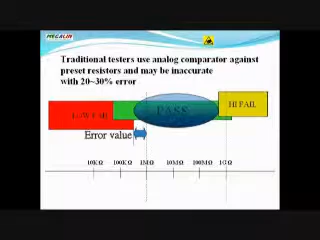 MEGALIN
Traditional testers use analog comparator against
preset resistors and may be inaccurate
with 20~30% error
LOW FAIL
PASS
HI FAIL
Error value
10KΩ 100KΩ 1MΩ 10MΩ 100MΩ 1GΩ